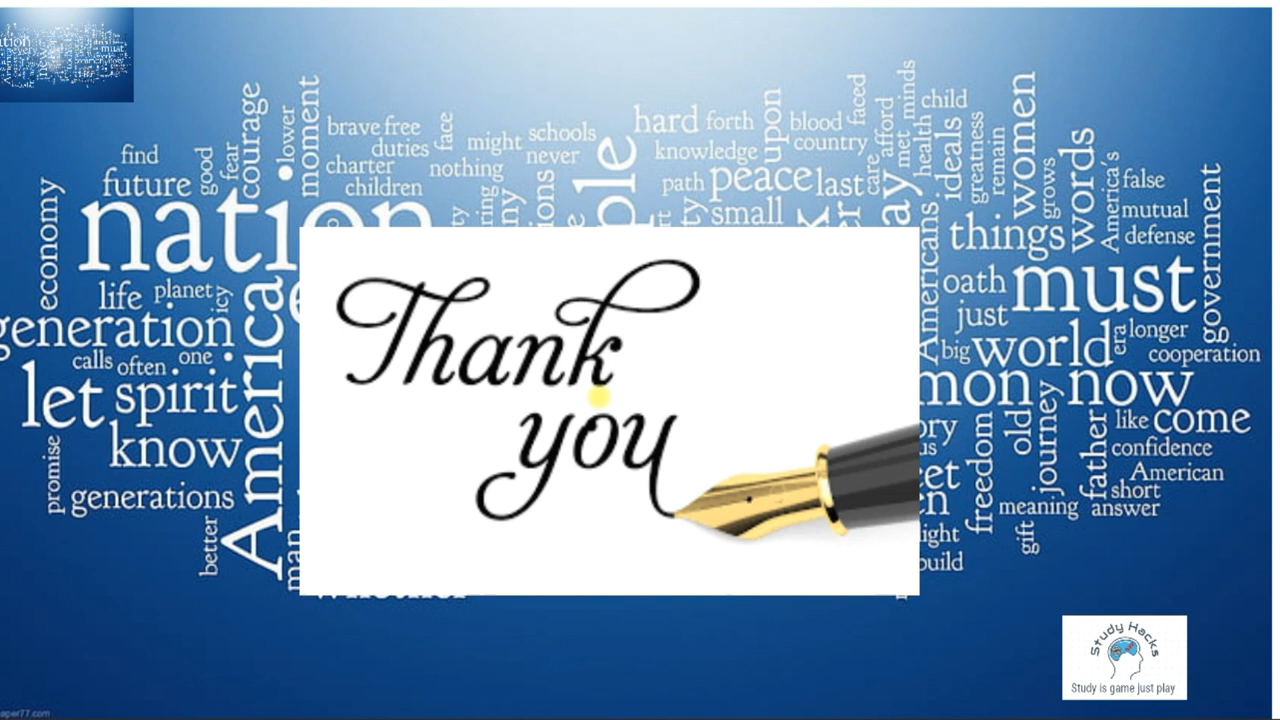 find
future
good
fear
courage
lower
moment
brave free
duties
face
charter
children
nothing
might
schools
never
hard
forth
upon
blood
faced
knowledge
country
path
peace
last
care
afford
met
minds
child
health
ideals
greatness
remain
women
grows
words
America's
false
mutual
defense
government
small
things
economy
life
planet
oath
must
just
generation
America
Americans
big
world
era
longer
cooperation
calls
often
one
let
spirit
now
know
Thank
you
old
journey
father
like
come
confidence
freedom
American
promise
generations
meaning
short
answer
gift
better
build
Study Hacks
Study is game just play